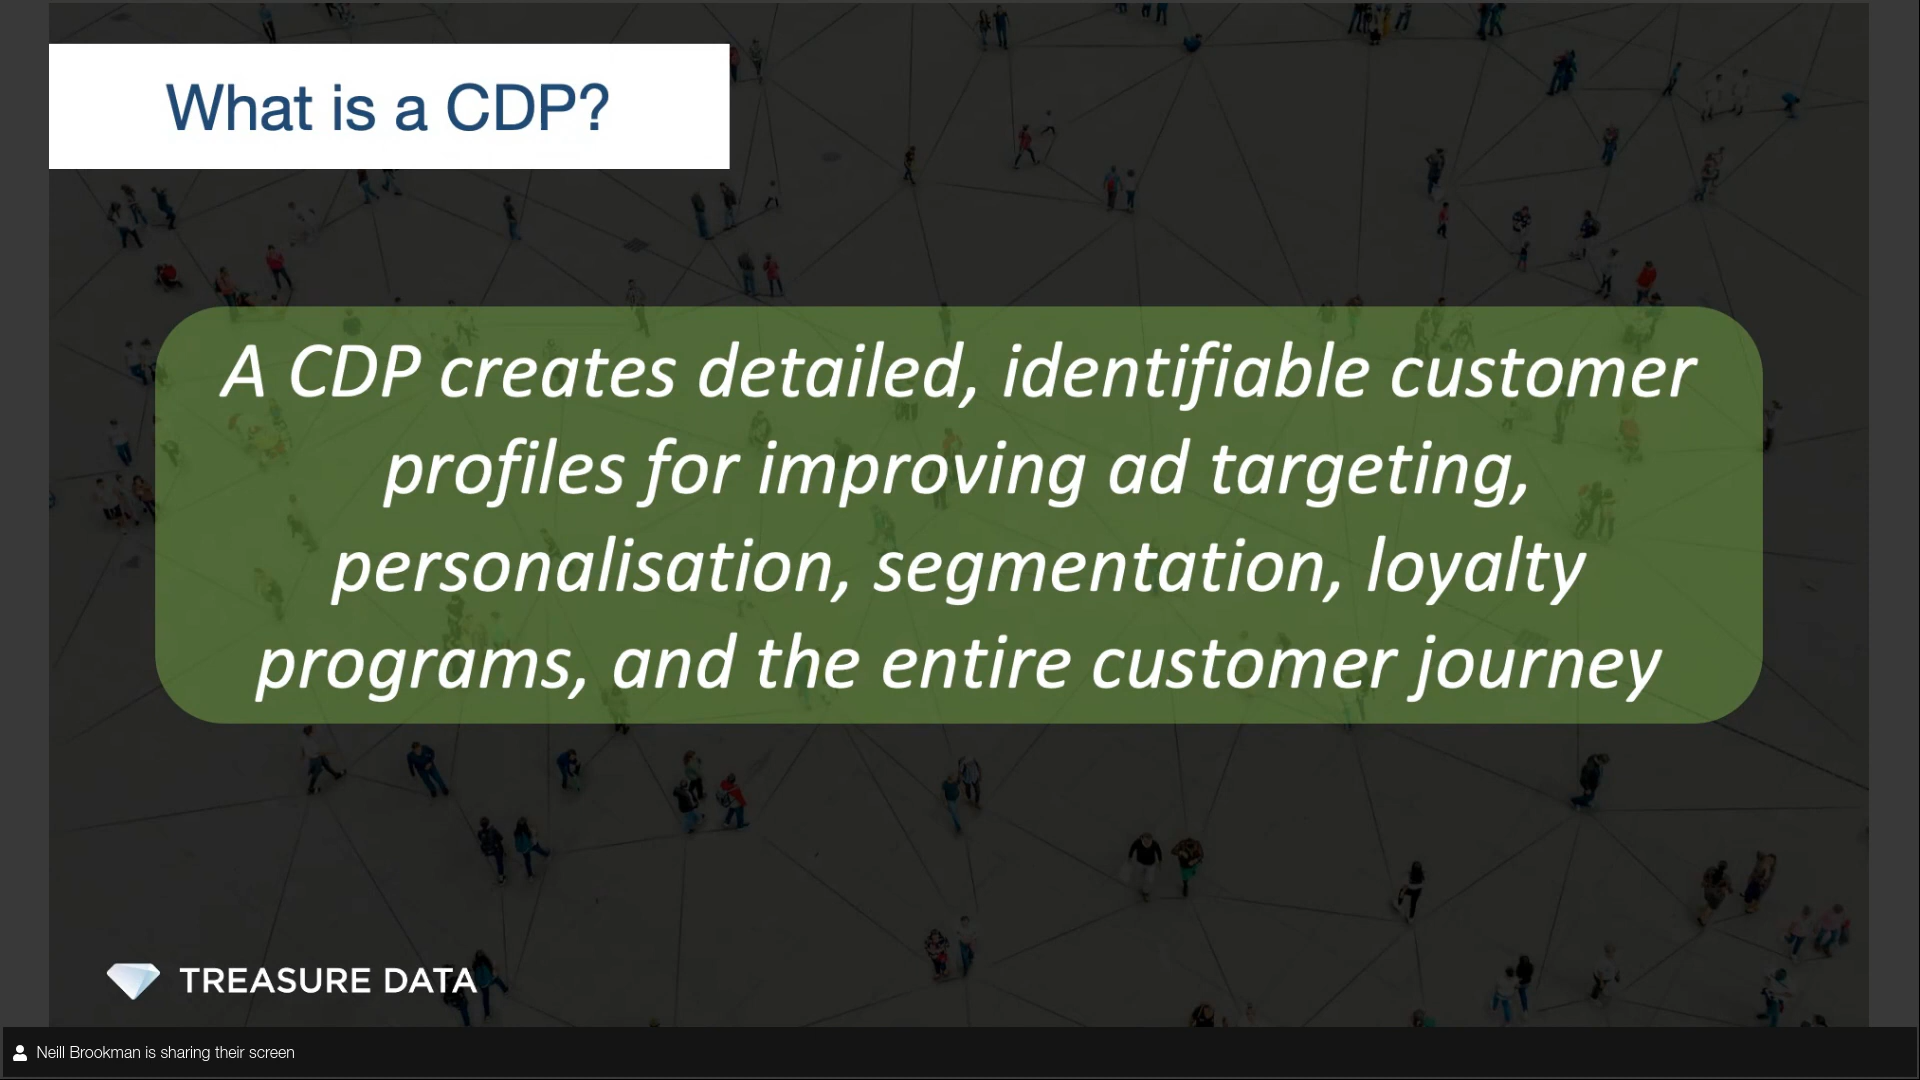 What is a CDP?
A CDP creates detailed, identifiable customer
profiles for improving ad targeting,
personalisation, segmentation, loyalty
programs, and the entire customer journey
TREASURE DATA
Neill Brookman is sharing their screen